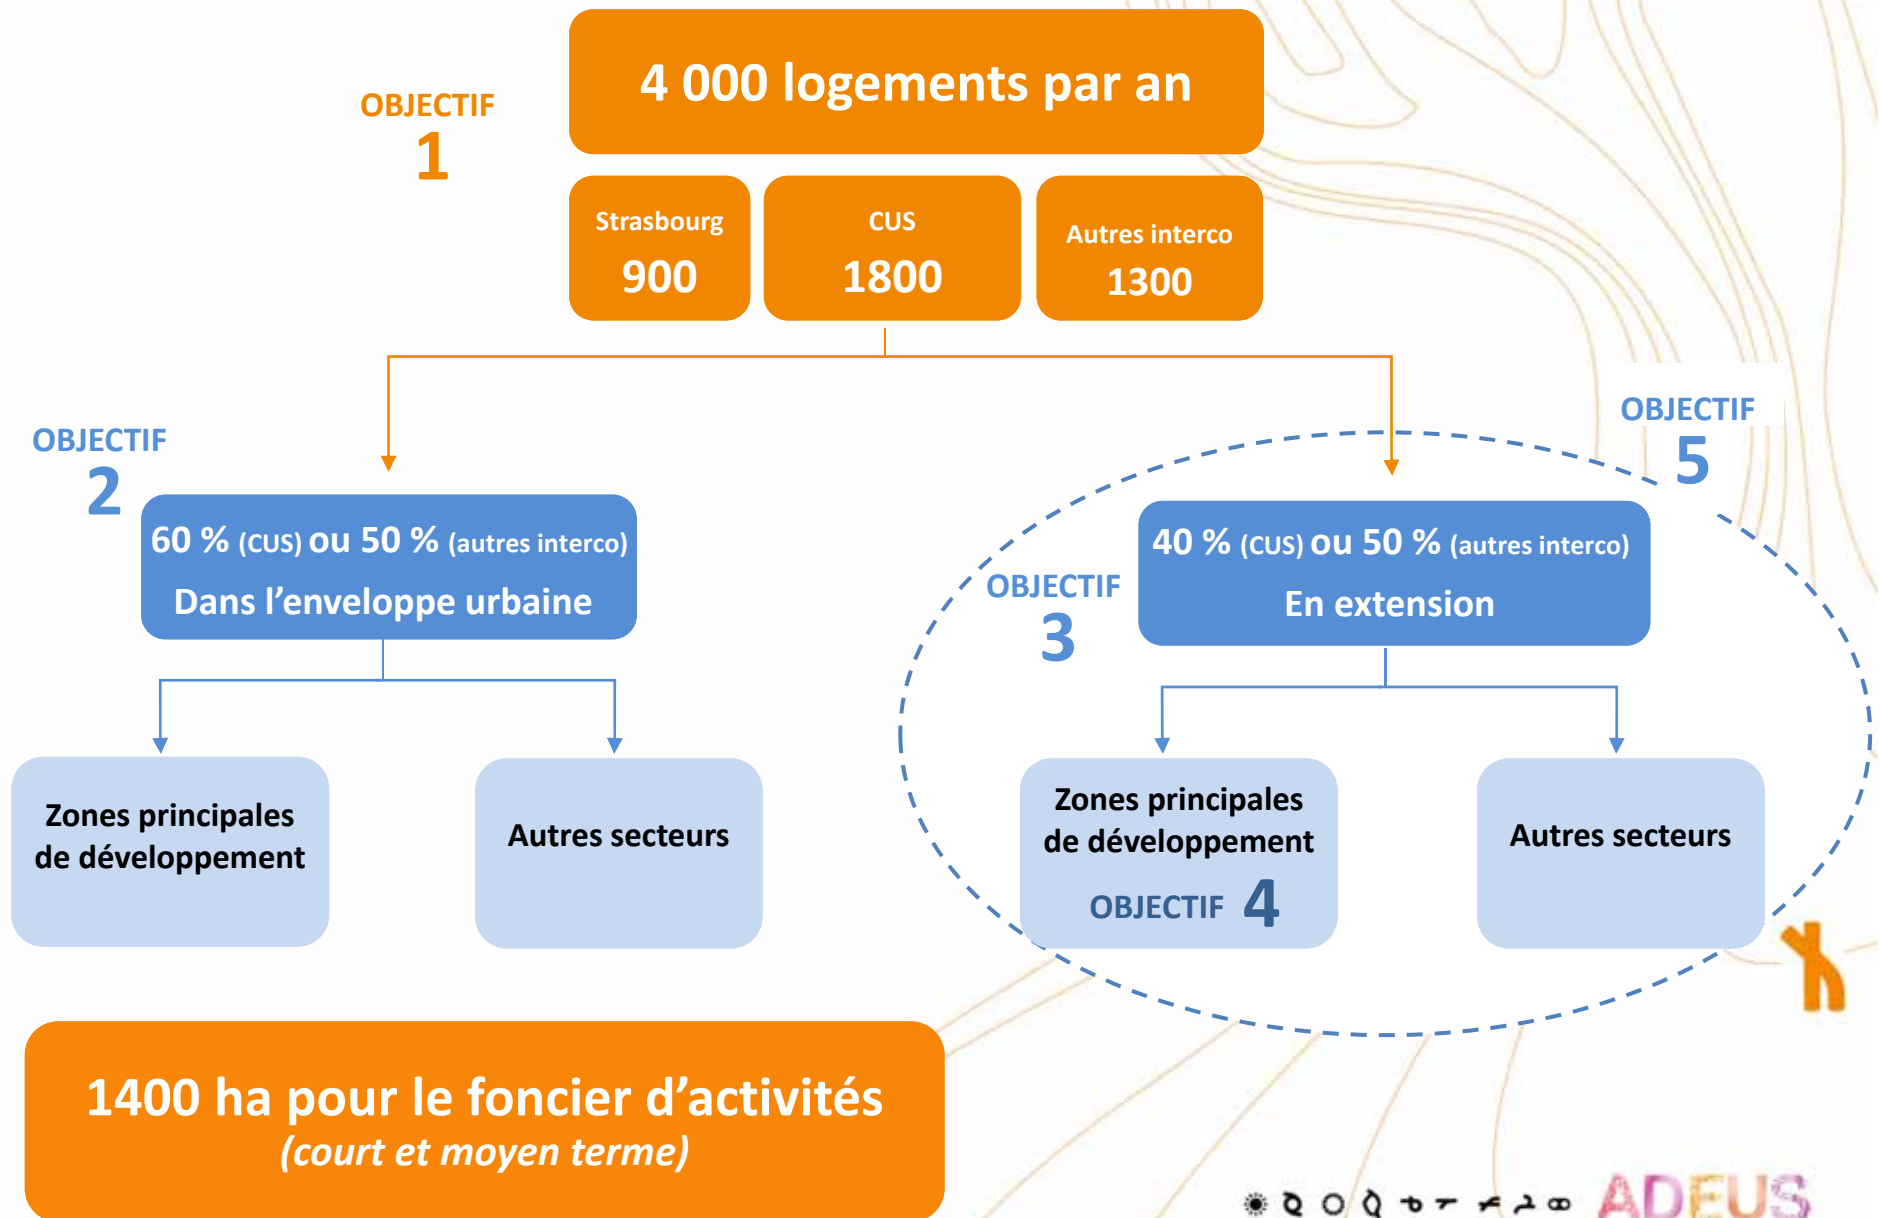 4 000 logements par an
OBJECTIF
1
Strasbourg
900
CUS
1800
Autres interco
1300
OBJECTIF
2
60 % (CUS) ou 50 % (autres interco)
Dans l’enveloppe urbaine
Zones principales
de développement
Autres secteurs
OBJECTIF
5
OBJECTIF
3
40 % (CUS) ou 50 % (autres interco)
En extension
Zones principales
de développement
OBJECTIF 4
Autres secteurs
1400 ha pour le foncier d’activités
(court et moyen terme)
ADEUS